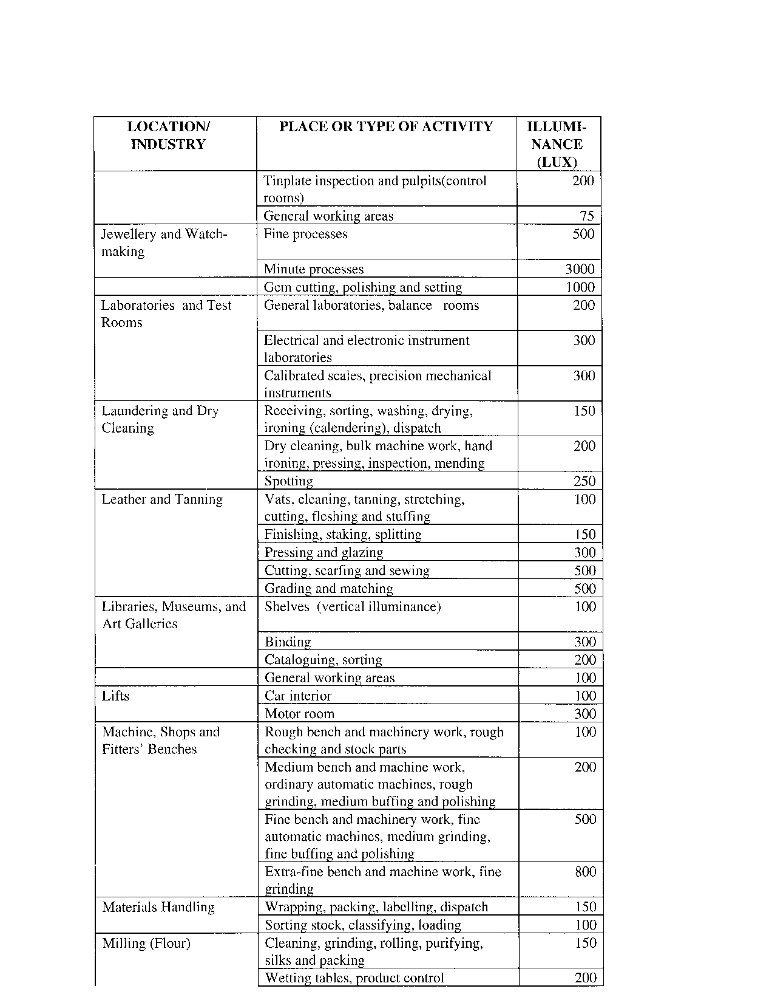 LOCATION/ PLACE OR TYPE OF ACTIVITY ILLUMI-
INDUSTRY NANCE
(LUX)
Tinplate inspection and pulpits(control 200
rooms)
General working areas 75
Jewellery and Watch- Fine processes 500
making
Minute processes 3000
Gem cutting, polishing and setting 1000
Laboratories and Test General laboratories, balance rooms 200
Rooms
Electrical and electronic instrument 300
laboratories
Calibrated scales, precision mechanical 300
instruments
Laundering and Dry Receiving, sorting, washing, drying, 150
Cleaning ironing (calendering), dispatch
Dry cleaning, bulk machine work, hand 200
ironing, pressing, inspection, mending
Spotting 250
Leather and Tanning Vats, cleaning, tanning, stretching, 100
cutting, fleshing and stuffing
Finishing, staking, splitting 150
Pressing and glazing 300
Cutting, scarfing and sewing 500
Grading and matching 500
Libraries, Museums, and Shelves (vertical illuminance) 100
Art Galleries
Binding 300
Cataloguing, sorting 200
General working areas 100
Lifts Car interior 100
Motor room 300
Machine, Shops and Rough bench and machinery work, rough 100
Fitters' Benches checking and stock parts
Medium bench and machine work, 200
ordinary automatic machines, rough
grinding, medium buffing and polishing
Fine bench and machinery work, fine 500
automatic machines, medium grinding,
fine buffing and polishing
Extra-fine bench and machine work, fine 800
grinding
Materials Handling Wrapping, packing, labelling, dispatch 150
Sorting stock, classifying, loading 100
Milling (Flour) Cleaning, grinding, rolling, purifying, 150
silks and packing
Wetting tables, product control 200